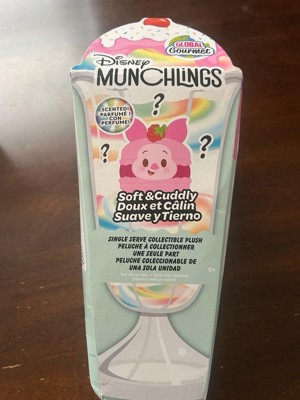 GLOBAL
Gourmet
Disney
MUNCHLINGS
SCENTED!
PARFUMÉ !
¡ CON
PERFUME!
?
?
?
Soft & Cuddly
Doux et Câlin
Suave y Tierno
SINGLE SERVE COLLECTIBLE PLUSH
PELUCHE À COLLECTIONNER
UNE SEULE PART
PELUCHE COLECCIONABLE DE
UNA SOLA UNIDAD